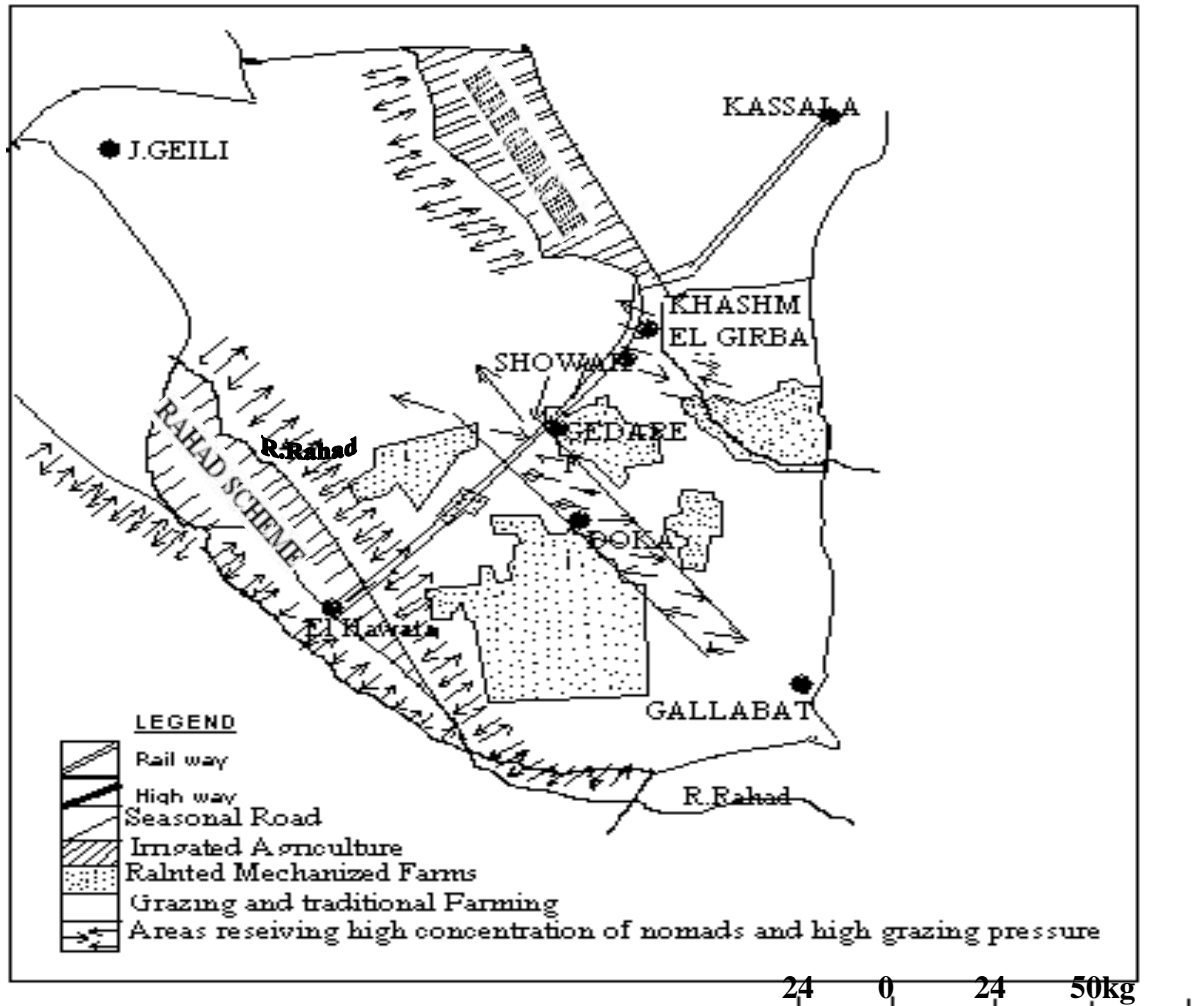 KASSALA
J.GEILI
KHASHM
EL GIRBA
SHOWAH
GEDARE
R.Rahad
RAHAD SCHEME
DOKA
El Hawata
GALLABAT
R.Rahad
LEGEND
Rail way
High way
Seasonal Road
Irrigated Agriculture
Ralnted Mechanized Farms
Grazing and traditional Farming
Areas reseiving high concentration of nomads and high grazing pressure
24 0 24 50kg